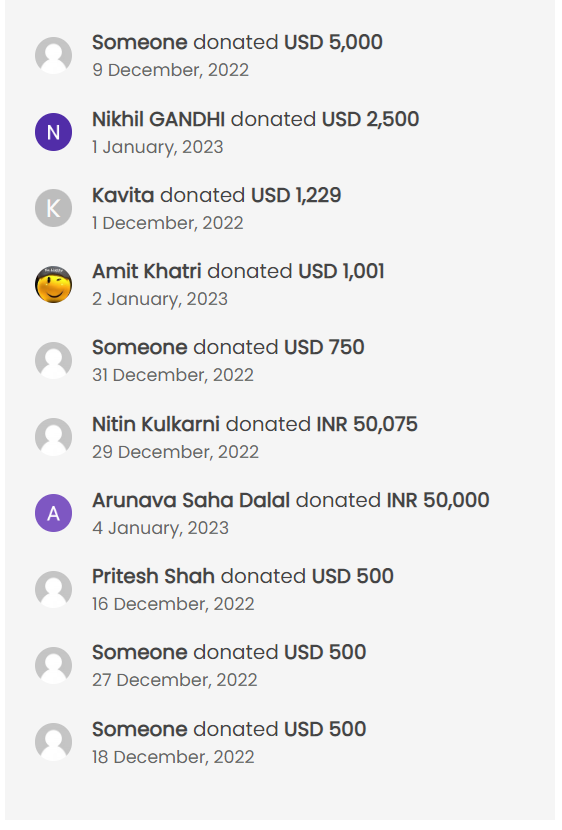 Someone donated USD 5,000
9 December, 2022
N
Nikhil GANDHI donated USD 2,500
1 January, 2023
K
Kavita donated USD 1,229
1 December, 2022
Amit Khatri donated USD 1,001
2 January, 2023
Someone donated USD 750
31 December, 2022
Nitin Kulkarni donated INR 50,075
29 December, 2022
A
Arunava Saha Dalal donated INR 50,000
4 January, 2023
Pritesh Shah donated USD 500
16 December, 2022
Someone donated USD 500
27 December, 2022
Someone donated USD 500
18 December, 2022